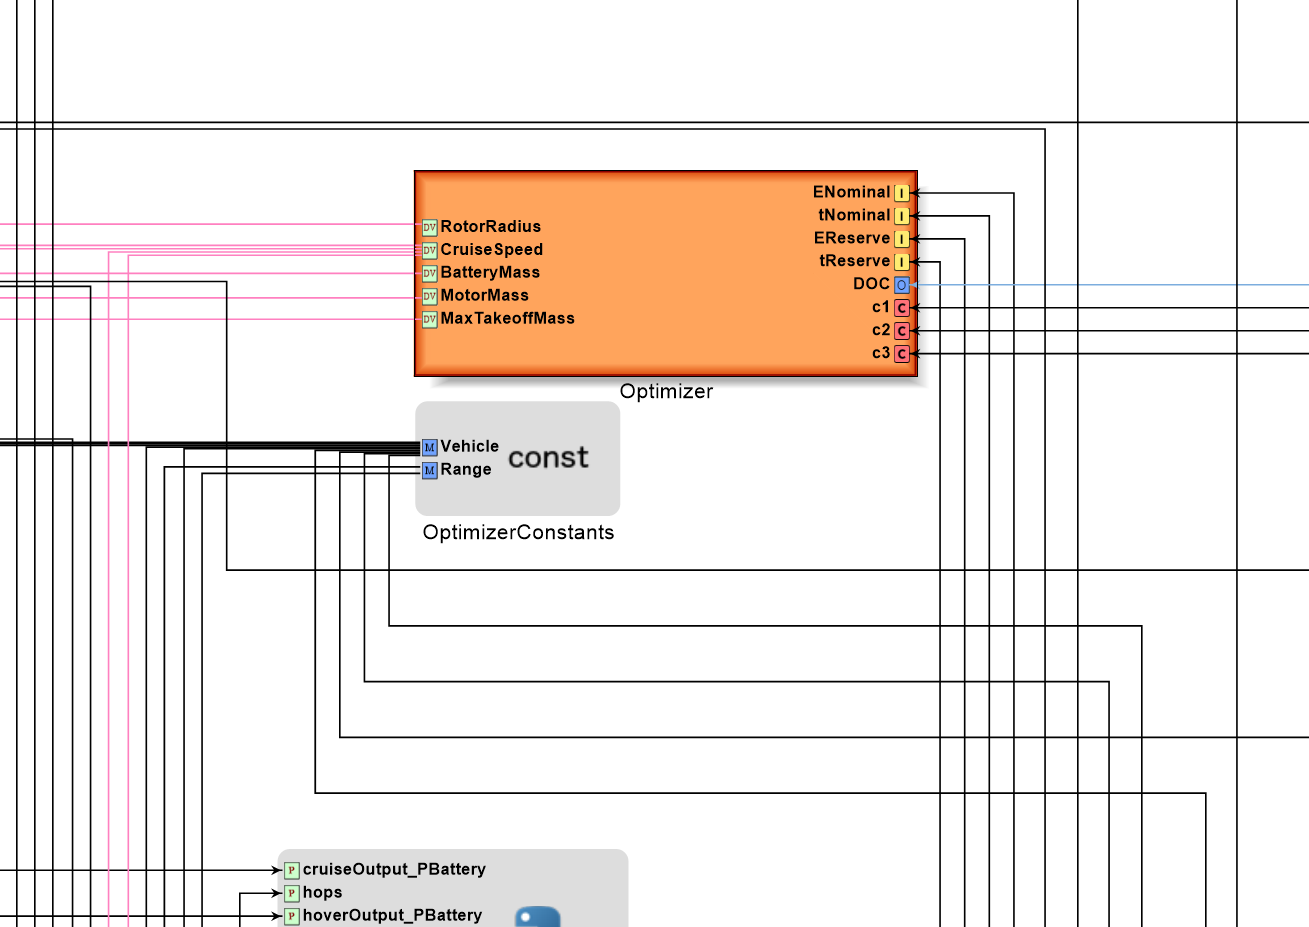 RotorRadius
CruiseSpeed
BatteryMass
MotorMass
MaxTakeoffMass
DV
DV
DV
DV
DV
ENominal I
tNominal I
EReserve I
tReserve I
DOC O
c1 C
c2 C
c3 C
Optimizer
M Vehicle
M Range
const
OptimizerConstants
P cruiseOutput_PBattery
P hops
P hoverOutput_PBattery